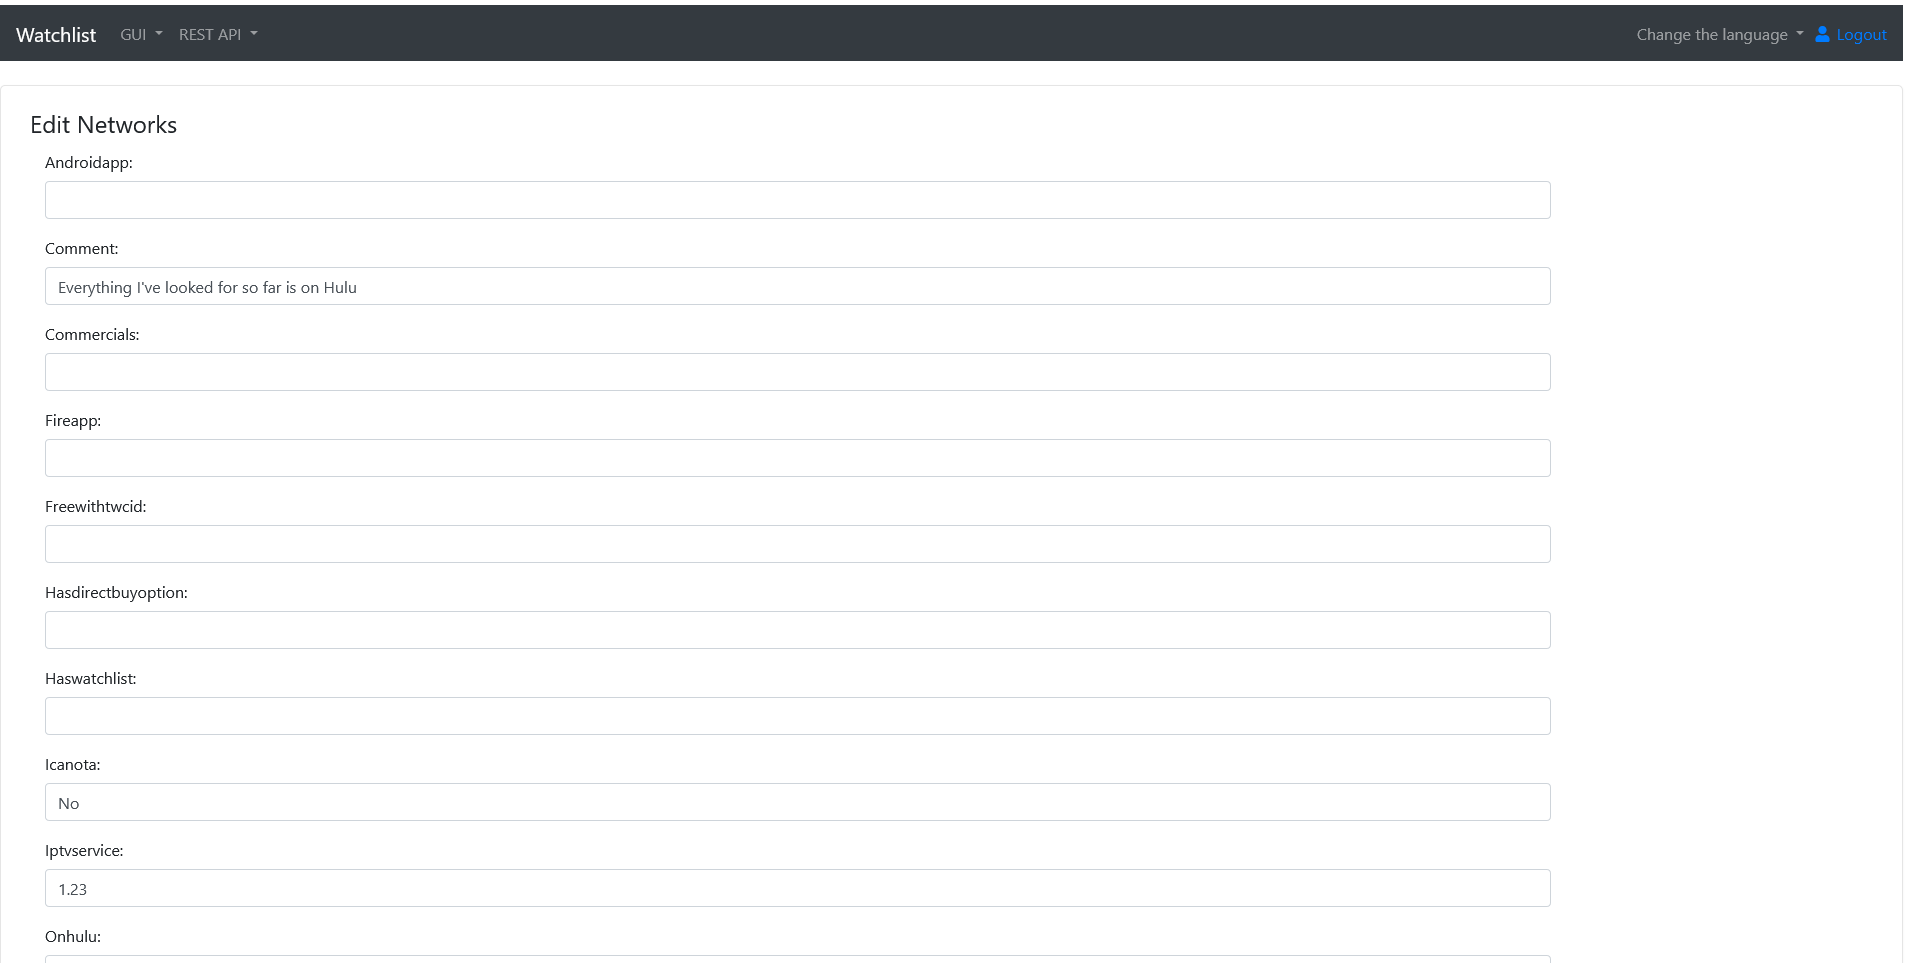 Watchlist GUI REST API Change the language Logout
Edit Networks
Androidapp:
Comment:
Everything I've looked for so far is on Hulu
Commercials:
Fireapp:
Freewithtwcid:
Hasdirectbuyoption:
Haswatchlist:
Icanota:
No
Iptvservice:
1.23
Onhulu: